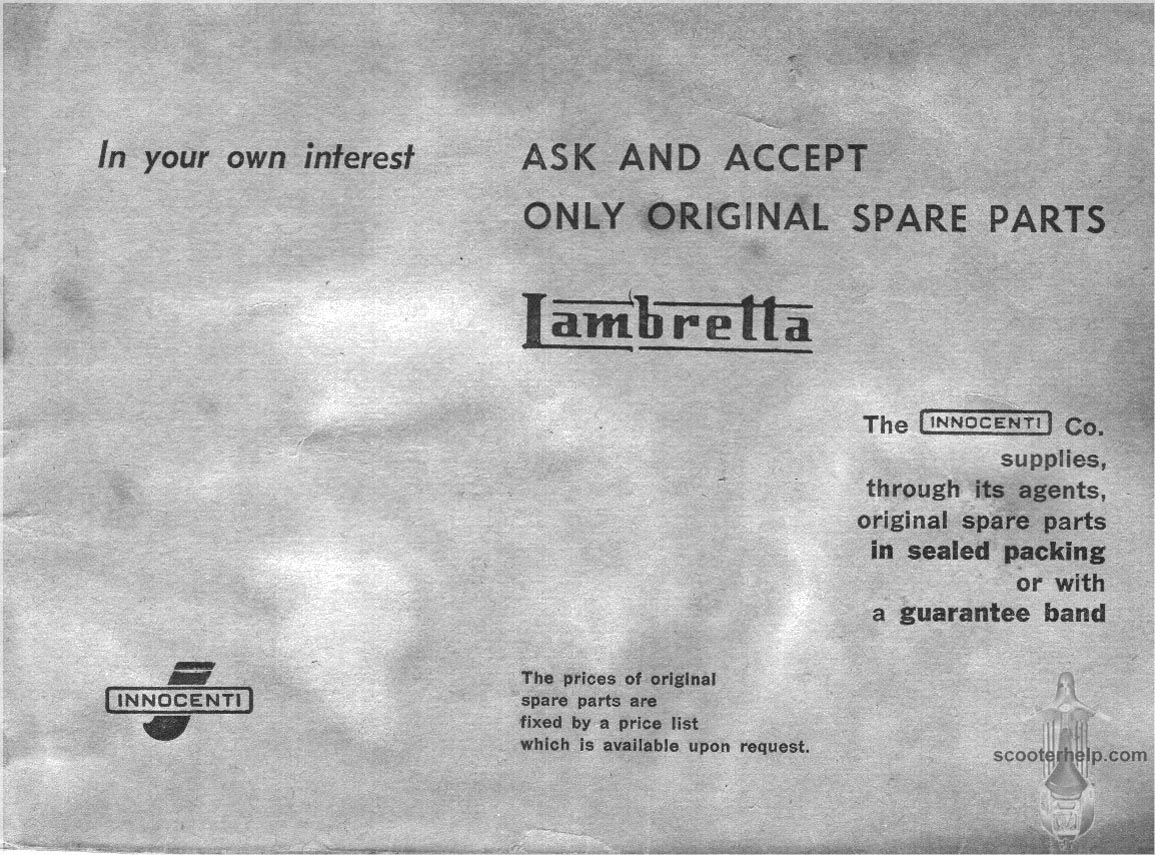 In your own interest
ASK AND ACCEPT
ONLY ORIGINAL SPARE PARTS
Lambretta
The INNOCENTI Co.
supplies,
through its agents,
original spare parts
in sealed packing
or with
a guarantee band
INNOCENTI
The prices of original
spare parts are
fixed by a price list
which is available upon request.
scooterhelp.com